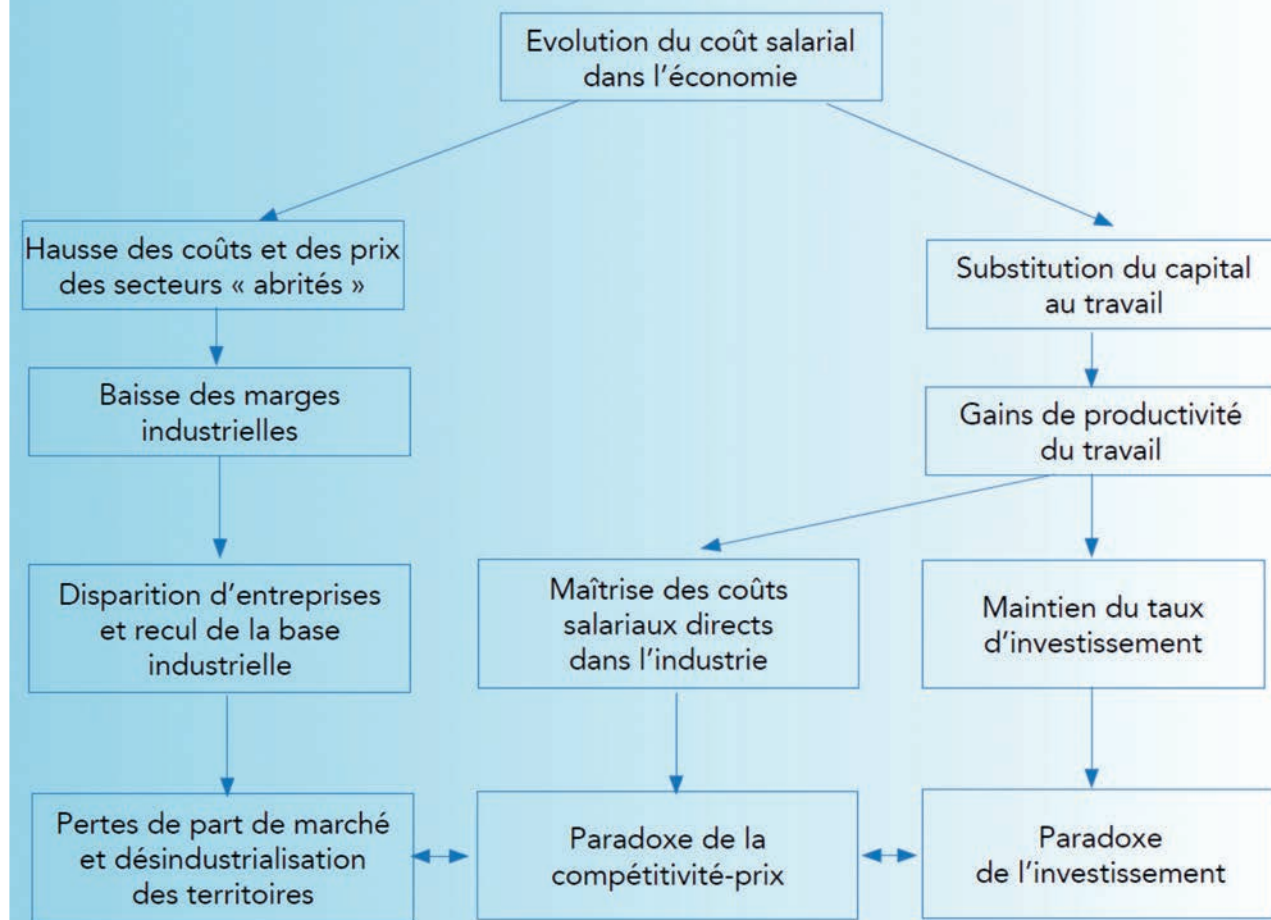 Evolution du coût salarial
dans l'économie
Hausse des coûts et des prix
des secteurs « abrités »
Substitution du capital
au travail
Baisse des marges
industrielles
Gains de productivité
du travail
Disparition d'entreprises
et recul de la base
industrielle
Maîtrise des coûts
salariaux directs
dans l'industrie
Maintien du taux
d'investissement
Pertes de part de marché
et désindustrialisation
des territoires
Paradoxe de la
compétitivité-prix
Paradoxe
de l'investissement